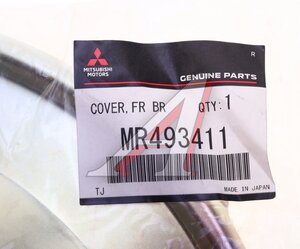 R
MITSUBISHI
MOTORS
GENUINE PARTS
COVER, FR BR QTY:1
MR493411
TJ MADE IN JAPAN